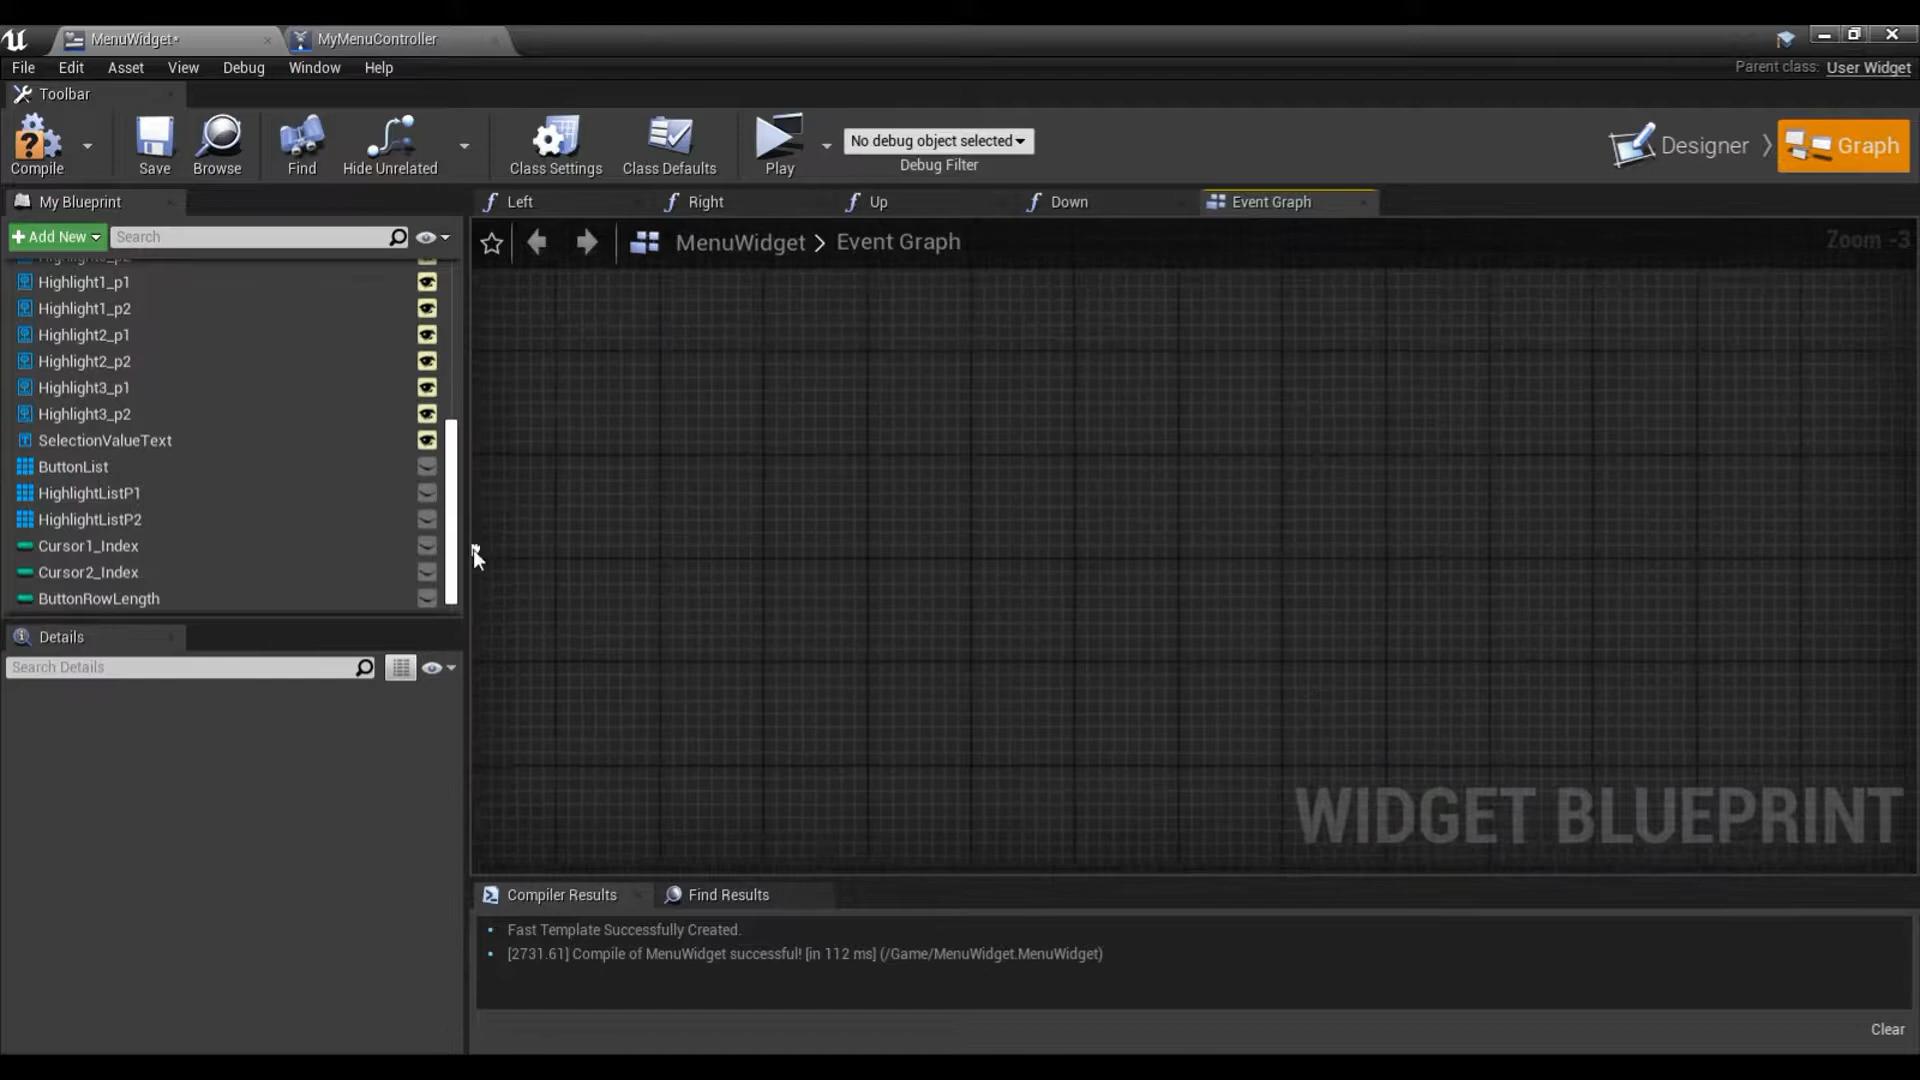 MenuWidget*
MyMenuController
File Edit Asset View Debug Window Help
Parent class: User Widget
Toolbar
Compile
Save
Browse
Find
Hide Unrelated
Class Settings
Class Defaults
Play
No debug object selected
Debug Filter
Designer
Graph
My Blueprint
Left
Right
Up
Down
Event Graph
+ Add New
Search
MenuWidget > Event Graph
Zoom -3
Highlight1_p1
Highlight1_p2
Highlight2_p1
Highlight2_p2
Highlight3_p1
Highlight3_p2
SelectionValueText
ButtonList
HighlightListP1
HighlightListP2
Cursor1_Index
Cursor2_Index
ButtonRowLength
Details
Search Details
WIDGET BLUEPRINT
Compiler Results
Find Results
Fast Template Successfully Created.
[2731.61] Compile of MenuWidget successful! [in 112 ms] (/Game/MenuWidget.MenuWidget)
Clear